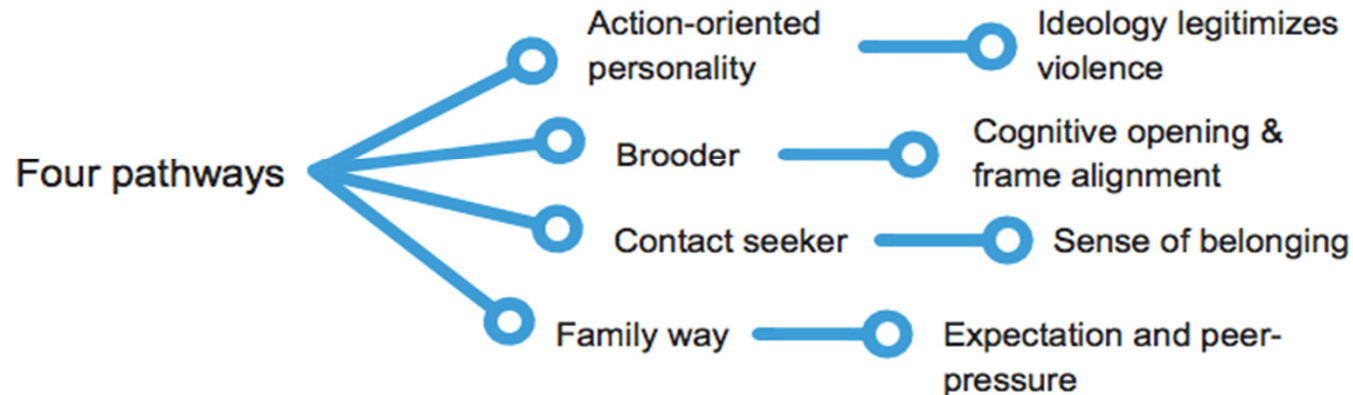 Four pathways
Action-oriented
personality
Ideology legitimizes
violence
Brooder
Cognitive opening &
frame alignment
Contact seeker
Sense of belonging
Family way
Expectation and peer-
pressure